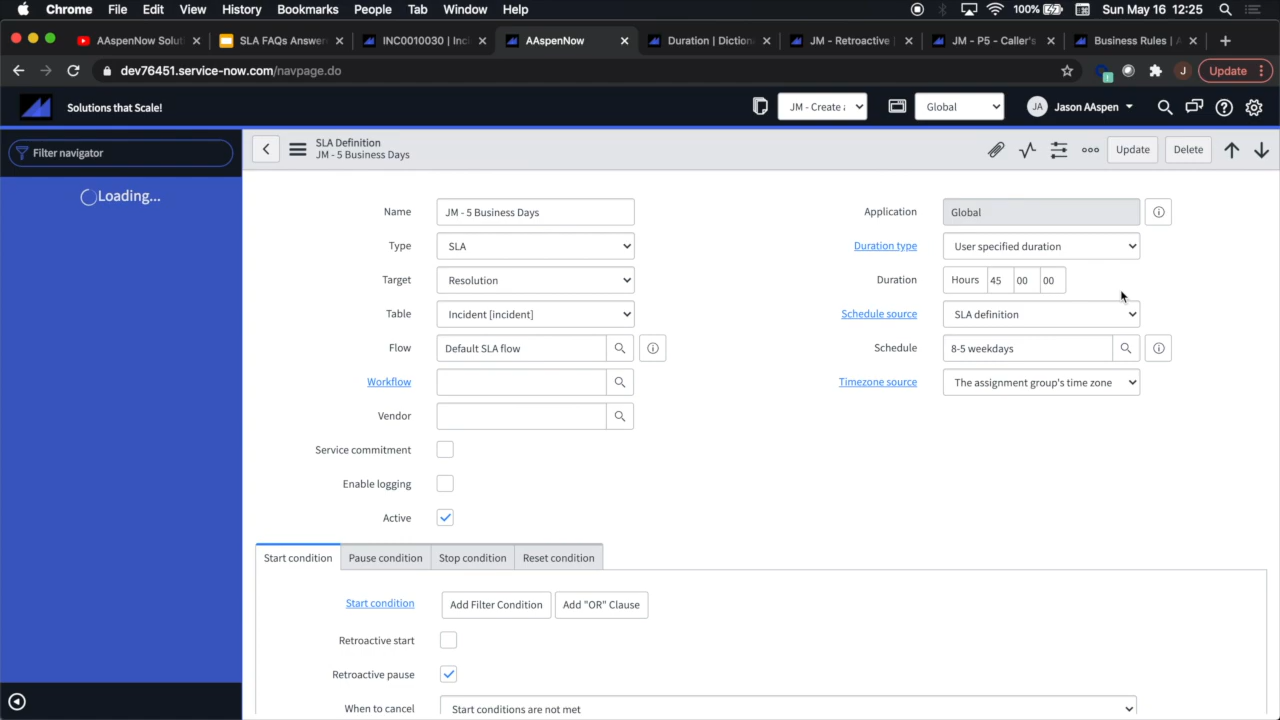 Chrome File Edit View History Bookmarks People Tab Window Help 100% Sun May 16 12:25
AAspenNow Soluti SLA FAQs Answer INC0010030 | Inc AAspenNow Duration | Diction JM - Retroactive JM - P5 - Caller's Business Rules | A
dev76451.service-now.com/navpage.do Update
Solutions that Scale! JM - Create Global JA Jason AAspen
Filter navigator
Loading...
SLA Definition
JM - 5 Business Days
Update Delete
Name JM - 5 Business Days Application Global
Type SLA Duration type User specified duration
Target Resolution Duration Hours 45 00 00
Table Incident [incident] Schedule source SLA definition
Flow Default SLA flow Schedule 8-5 weekdays
Workflow Timezone source The assignment group's time zone
Vendor
Service commitment
Enable logging
Active
Start condition Pause condition Stop condition Reset condition
Start condition Add Filter Condition Add "OR" Clause
Retroactive start
Retroactive pause
When to cancel Start conditions are not met